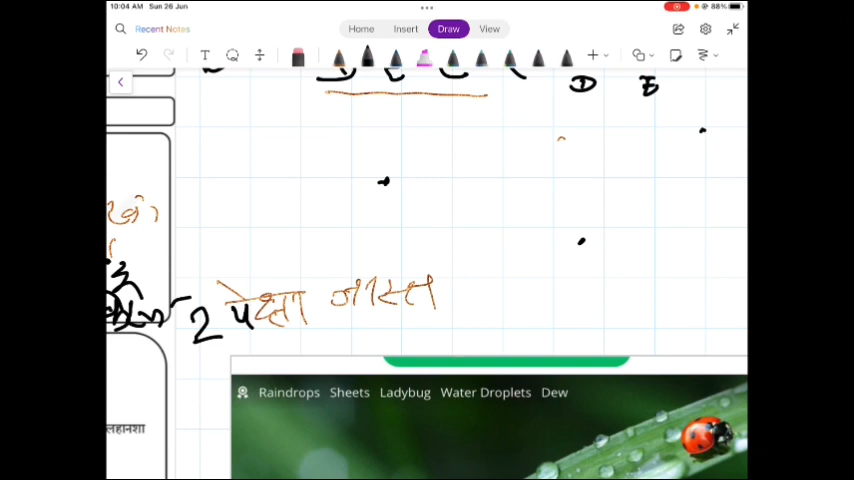 10:04 AM Sun 26 Jun 88%
Recent Notes Home Insert Draw View
T
D E
2 पेक्षा जास्त
लहानशा
Raindrops Sheets Ladybug Water Droplets Dew